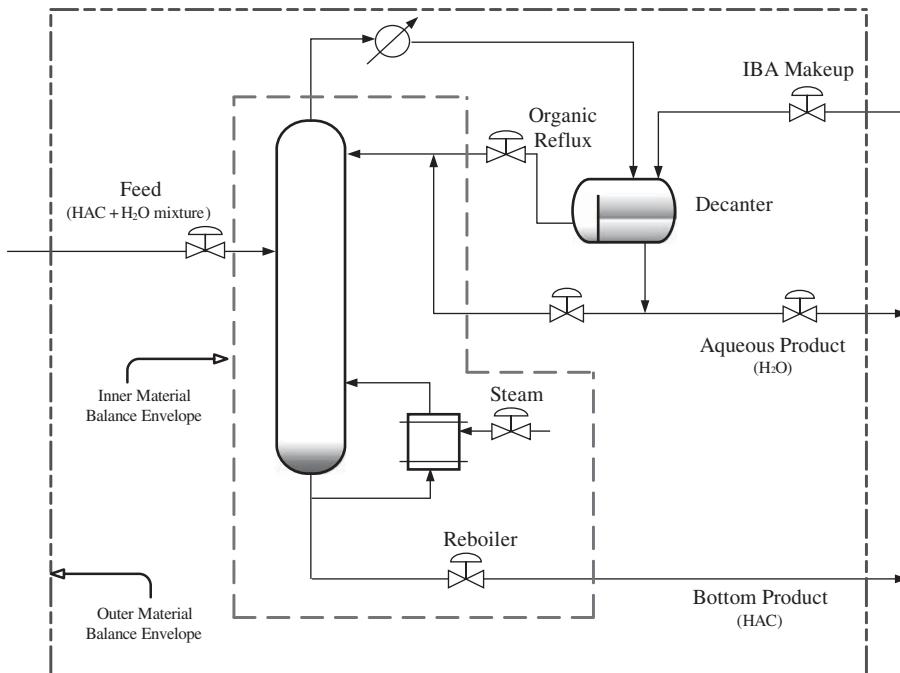 IBA Makeup
Organic
Reflux
Feed
(HAC + H₂O mixture)
Decanter
Aqueous Product
(H₂O)
Inner Material
Balance Envelope
Steam
Reboiler
Outer Material
Balance Envelope
Bottom Product
(HAC)